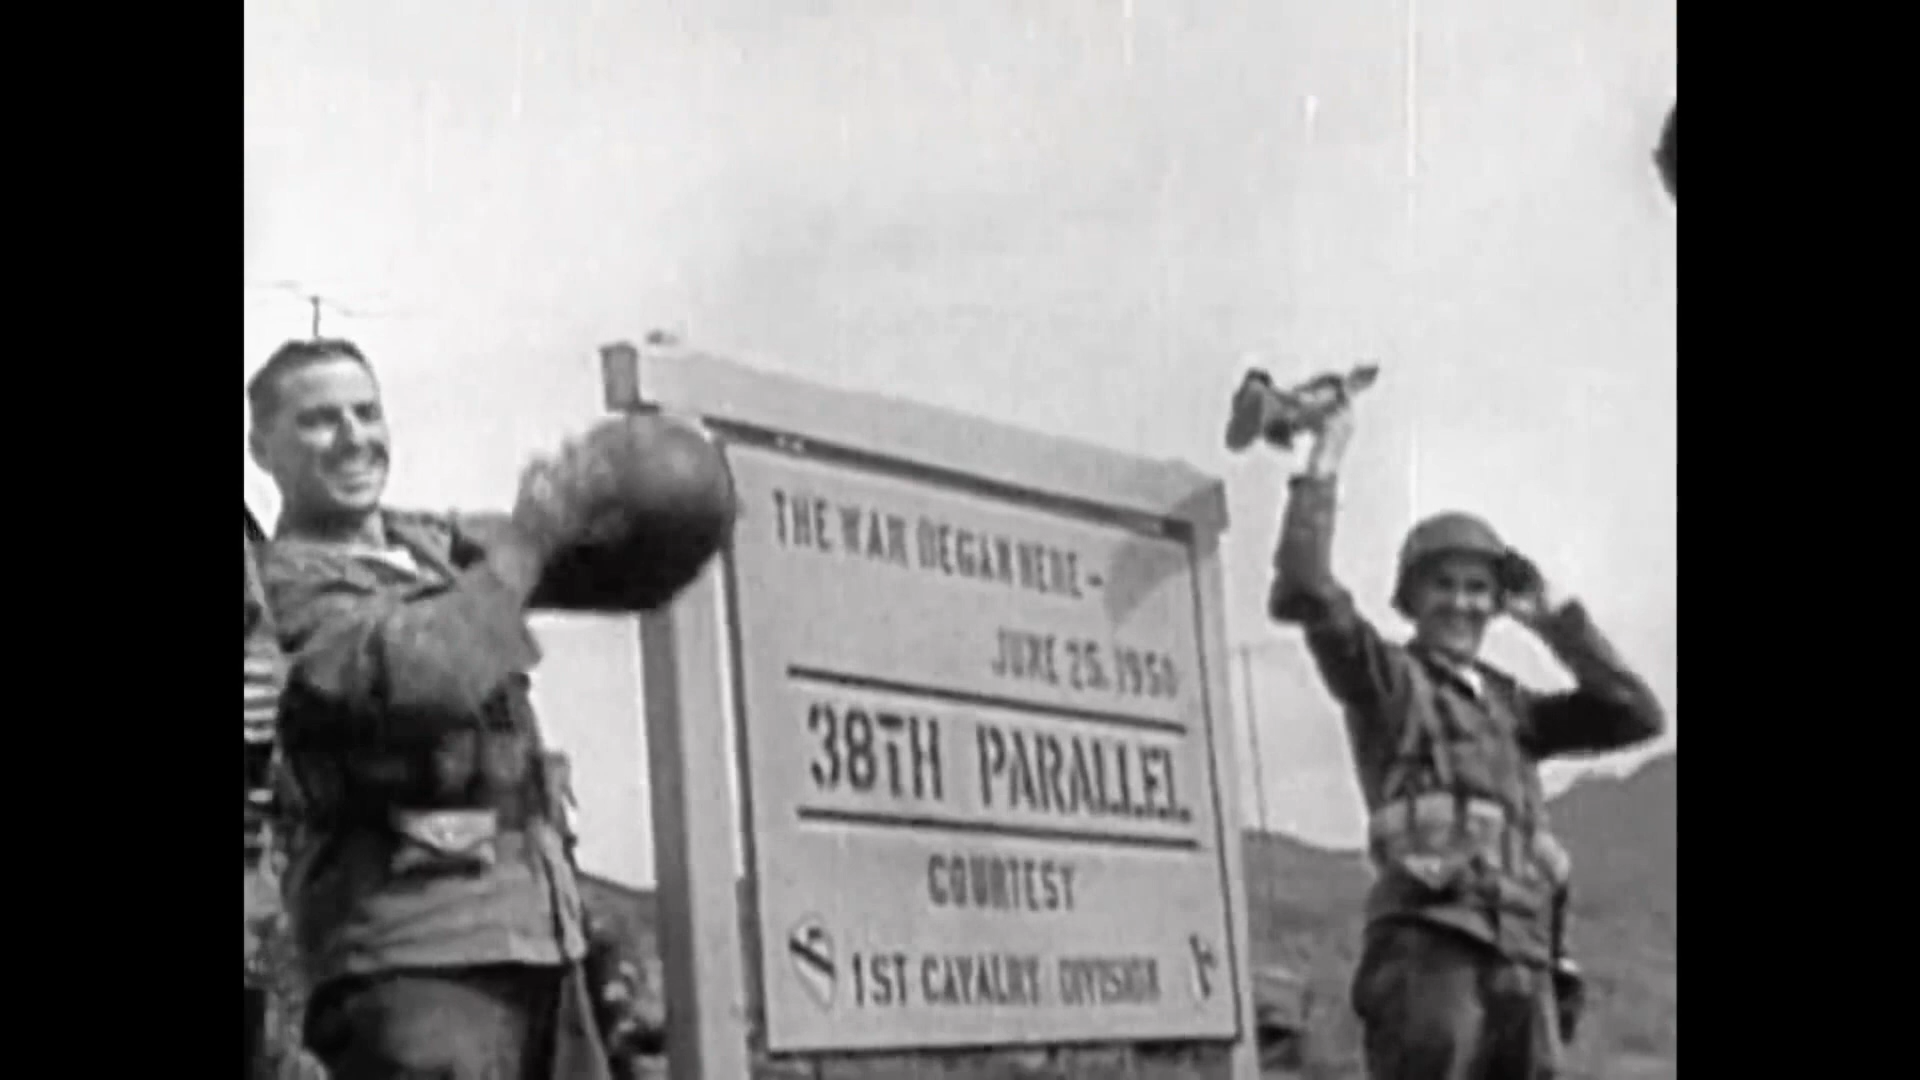 THE WAR BEGAN HERE -
JUNE 25, 1950
38TH PARALLEL
COURTESY
1ST CAVALRY DIVISION